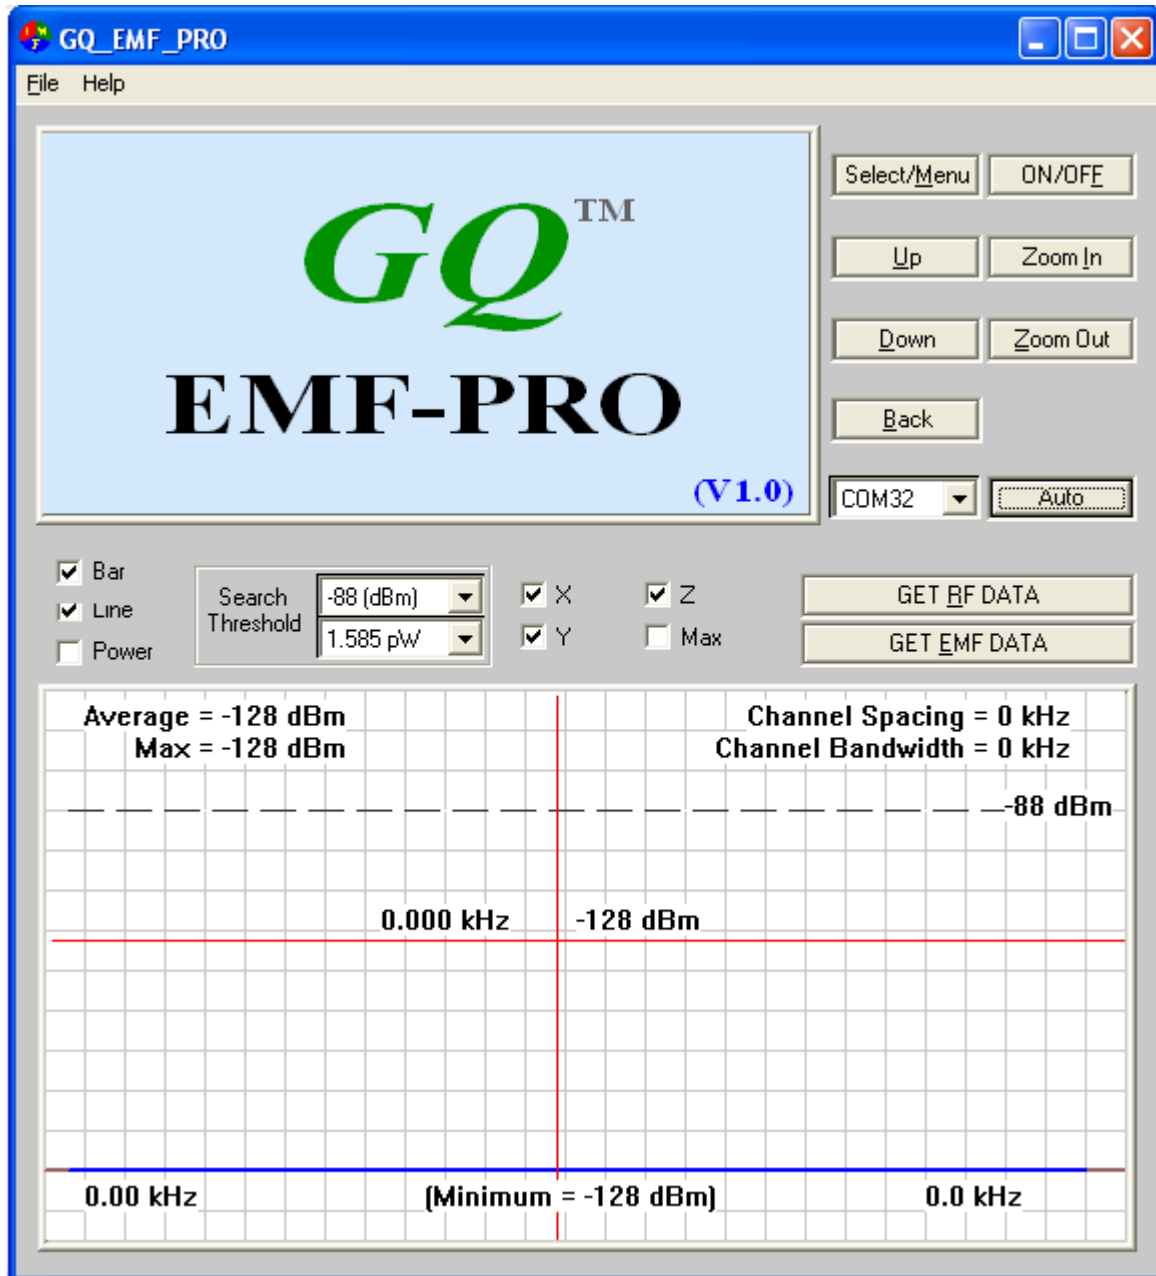 GQ_EMF_PRO
File Help
GQ™
EMF-PRO
(V1.0)
Select/Menu ON/OFF
Up Zoom In
Down Zoom Out
Back
COM32 Auto
Bar
Line
Power
Search
Threshold
-88 (dBm)
1.585 pW
X Z
Y Max
GET RF DATA
GET EMF DATA
Average = -128 dBm
Max = -128 dBm
Channel Spacing = 0 kHz
Channel Bandwidth = 0 kHz
-88 dBm
0.000 kHz -128 dBm
0.00 kHz (Minimum = -128 dBm) 0.0 kHz